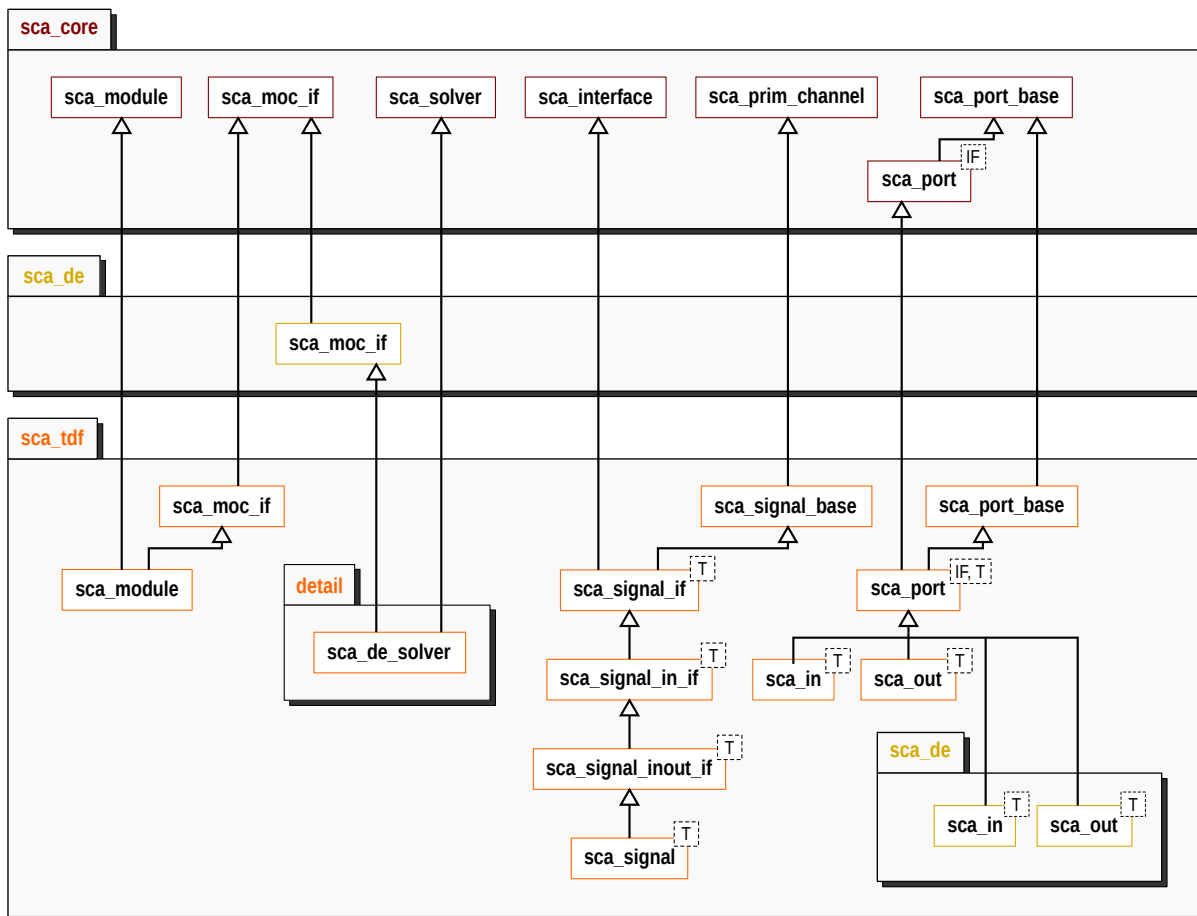 sca_core
sca_module
sca_moc_if
sca_solver
sca_interface
sca_prim_channel
sca_port_base
IF
sca_port
sca_de
sca_moc_if
sca_tdf
sca_moc_if
sca_signal_base
sca_port_base
sca_module
detail
sca_de_solver
T
sca_signal_if
IF, T
sca_port
T
sca_signal_in_if
T
sca_in
T
sca_out
T
sca_signal_inout_if
sca_de
T
sca_in
T
sca_out
T
sca_signal